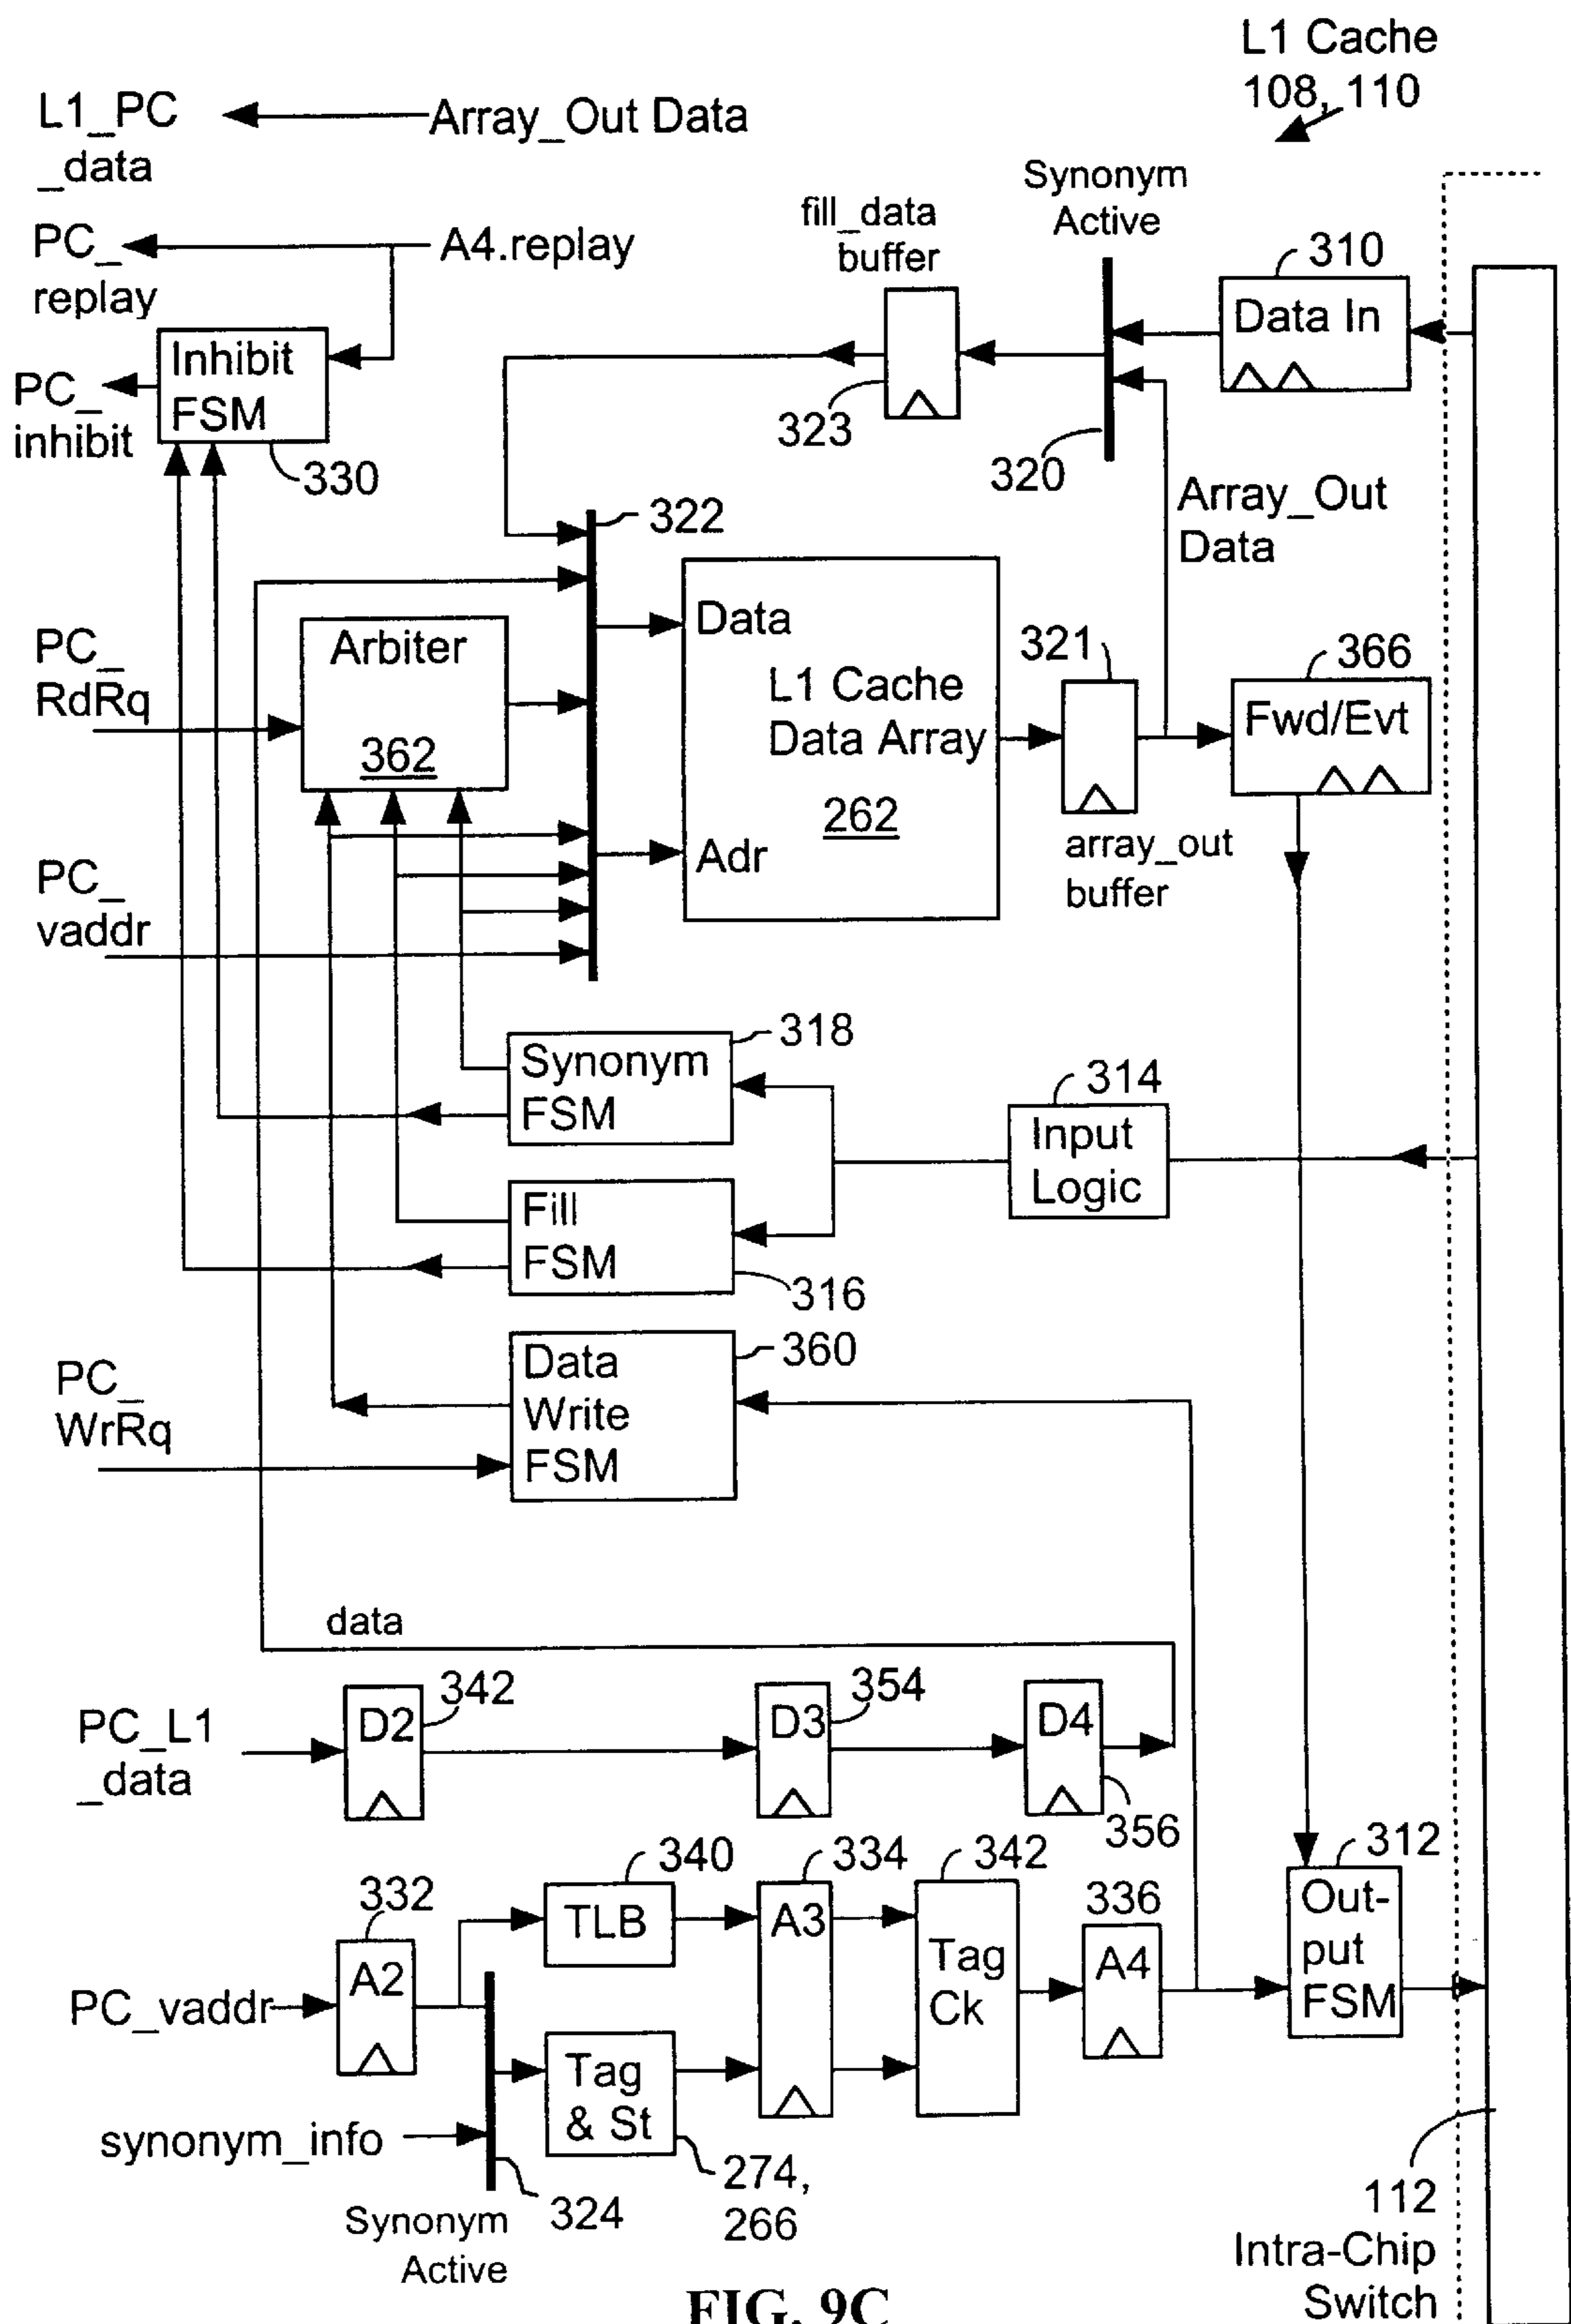 L1 Cache
108, 110
L1_PC
_data
Array_Out Data
Synonym
Active
fill_data
buffer
PC_
replay
A4.replay
310
Data In
Inhibit
FSM
PC_
inhibit
323
330
320
Array_Out
Data
322
PC_
RdRq
Arbiter
362
Data
L1 Cache
Data Array
262
Adr
321
366
Fwd/Evt
array_out
buffer
PC_
vaddr
318
Synonym
FSM
314
Input
Logic
Fill
FSM
316
360
Data
Write
FSM
PC_
WrRq
data
342
D2
354
D3
D4
356
PC_L1
_data
340
334
342
312
332
336
TLB
A3
Tag
Ck
A4
Out-
put
FSM
A2
PC_vaddr
Tag
& St
synonym_info
274,
266
324
Synonym
Active
112
Intra-Chip
Switch
FIG. 9C